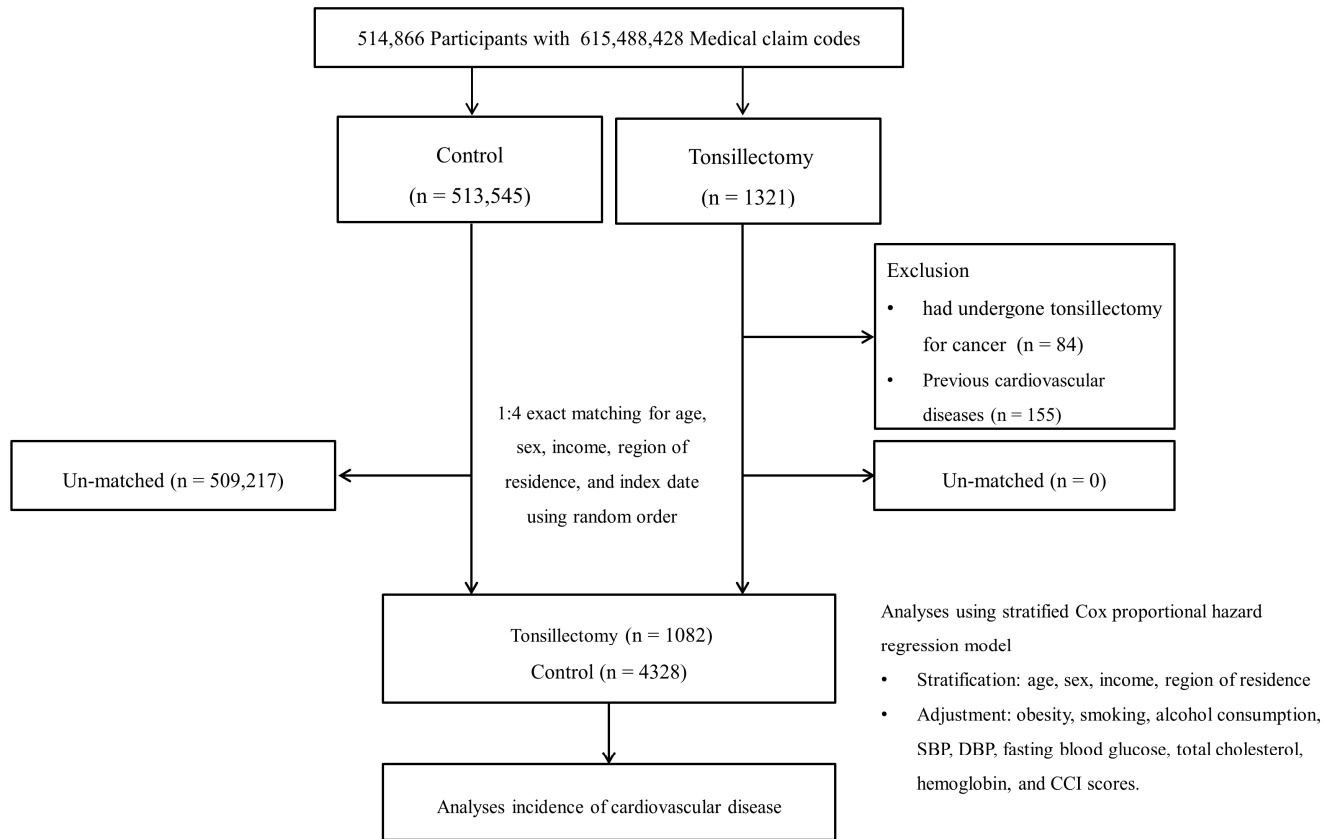 514,866 Participants with 615,488,428 Medical claim codes
Control
(n = 513,545)
Tonsillectomy
(n = 1321)
Exclusion
• had undergone tonsillectomy
for cancer (n = 84)
• Previous cardiovascular
diseases (n = 155)
1:4 exact matching for age,
sex, income, region of
residence, and index date
using random order
Un-matched (n = 509,217)
Un-matched (n = 0)
Tonsillectomy (n = 1082)
Control (n = 4328)
Analyses using stratified Cox proportional hazard
regression model
• Stratification: age, sex, income, region of residence
• Adjustment: obesity, smoking, alcohol consumption,
SBP, DBP, fasting blood glucose, total cholesterol,
hemoglobin, and CCI scores.
Analyses incidence of cardiovascular disease